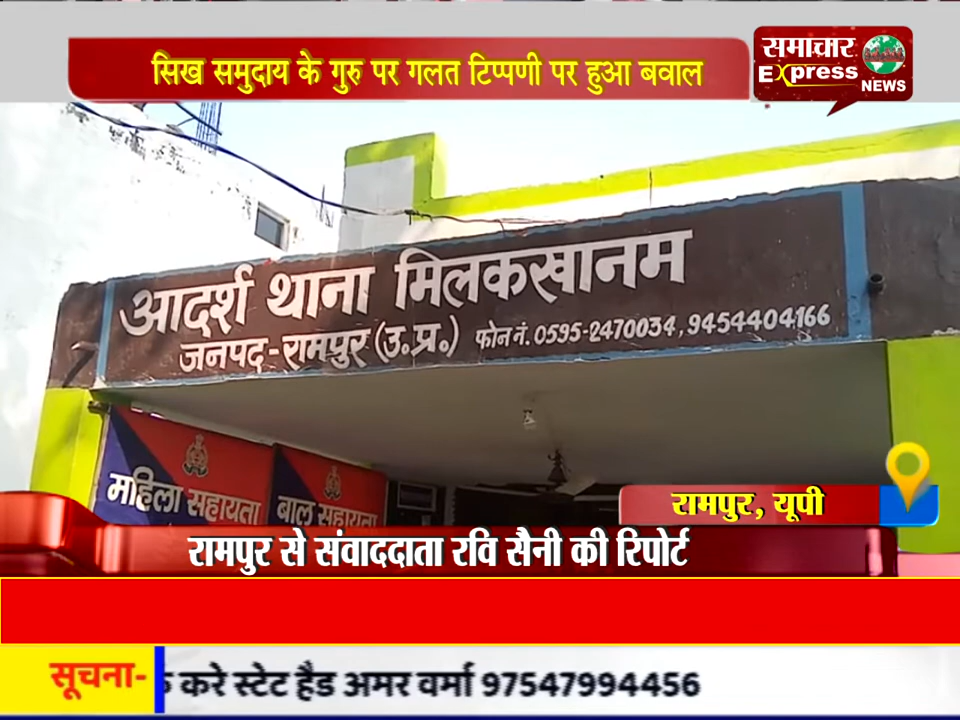 सिख समुदाय के गुरु पर गलत टिप्पणी पर हुआ बवाल
समाचार
Express
NEWS
आदर्श थाना मिलकखानम
जनपद-रामपुर (उ.प्र.) फोन नं. 0595-2470034, 9454404166
महिला सहायता
बाल सहायता
रामपुर, यूपी
रामपुर से संवाददाता रवि सैनी की रिपोर्ट
सूचना- करे स्टेट हैड अमर वर्मा 97547994456